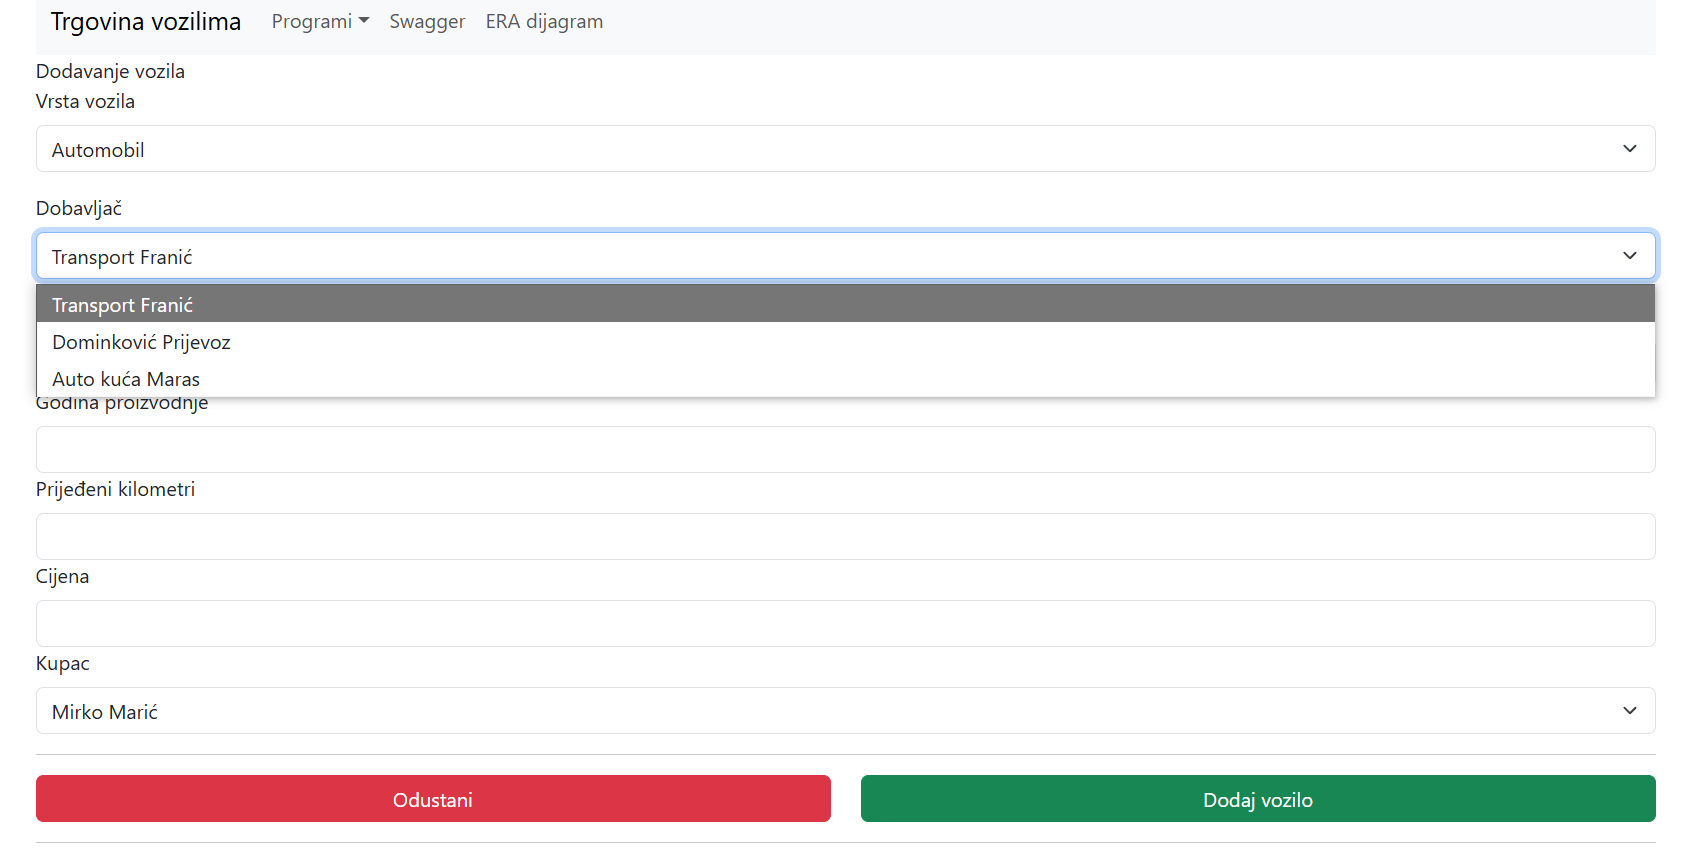 Trgovina vozilima Programi Swagger ERA dijagram
Dodavanje vozila
Vrsta vozila
Automobil
Dobavljač
Transport Franić
Transport Franić
Dominković Prijevoz
Auto kuća Maras
Godina proizvodnje
Prijeđeni kilometri
Cijena
Kupac
Mirko Marić
Odustani Dodaj vozilo